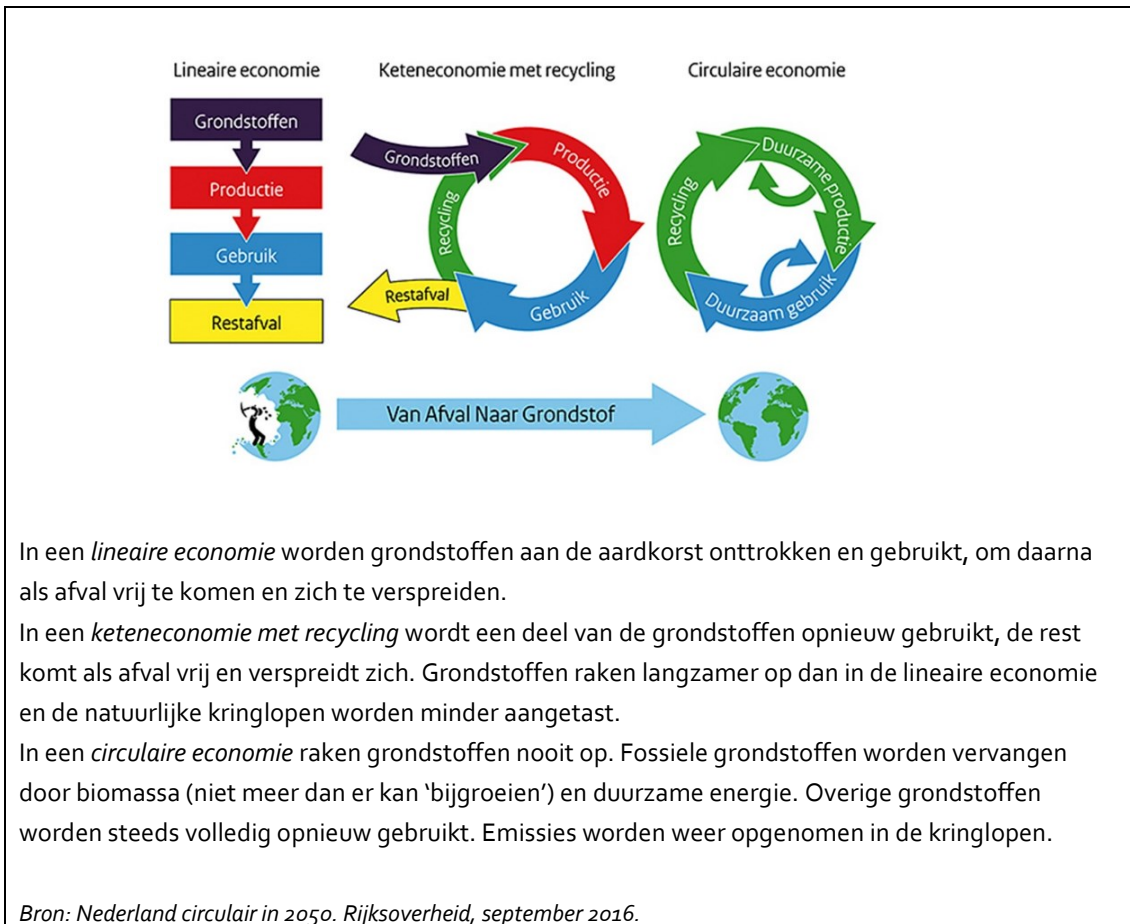 Lineaire economie
Keteneconomie met recycling
Circulaire economie
Grondstoffen
Productie
Gebruik
Restafval
Grondstoffen
Productie
Recycling
Restafval
Gebruik
Recycling
Duurzame productie
Duurzaam gebruik
Van Afval Naar Grondstof
In een lineaire economie worden grondstoffen aan de aardkorst onttrokken en gebruikt, om daarna
als afval vrij te komen en zich te verspreiden.
In een keteneconomie met recycling wordt een deel van de grondstoffen opnieuw gebruikt, de rest
komt als afval vrij en verspreidt zich. Grondstoffen raken langzamer op dan in de lineaire economie
en de natuurlijke kringlopen worden minder aangetast.
In een circulaire economie raken grondstoffen nooit op. Fossiele grondstoffen worden vervangen
door biomassa (niet meer dan er kan ‘bijgroeien’) en duurzame energie. Overige grondstoffen
worden steeds volledig opnieuw gebruikt. Emissies worden weer opgenomen in de kringlopen.
Bron: Nederland circulair in 2050. Rijksoverheid, september 2016.